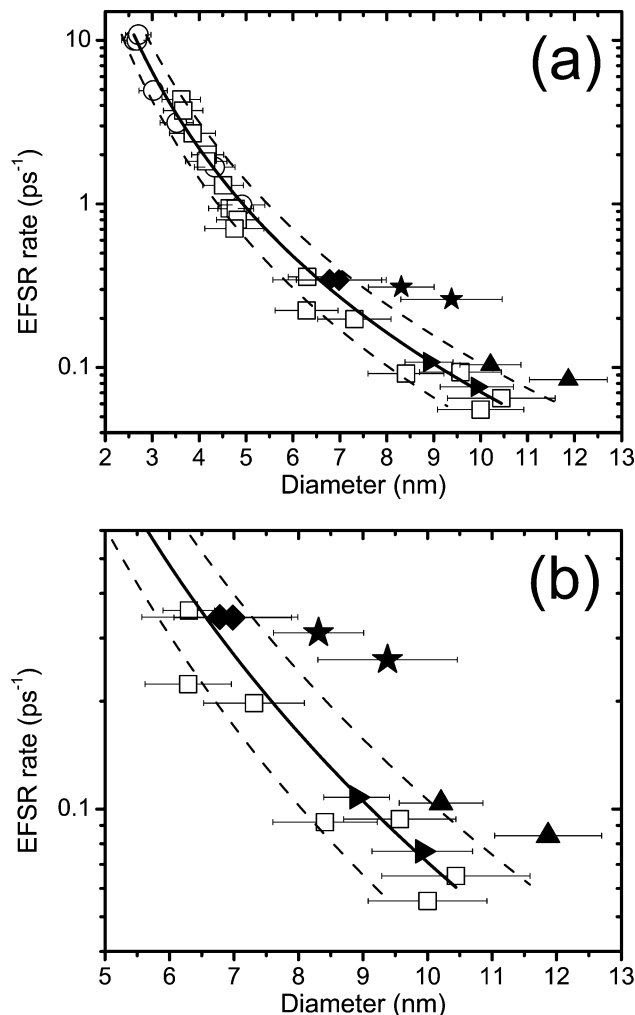 (a)
10
1
0.1
EFSR rate (ps⁻¹)
2 3 4 5 6 7 8 9 10 11 12 13
Diameter (nm)
(b)
0.1
EFSR rate (ps⁻¹)
5 6 7 8 9 10 11 12 13
Diameter (nm)